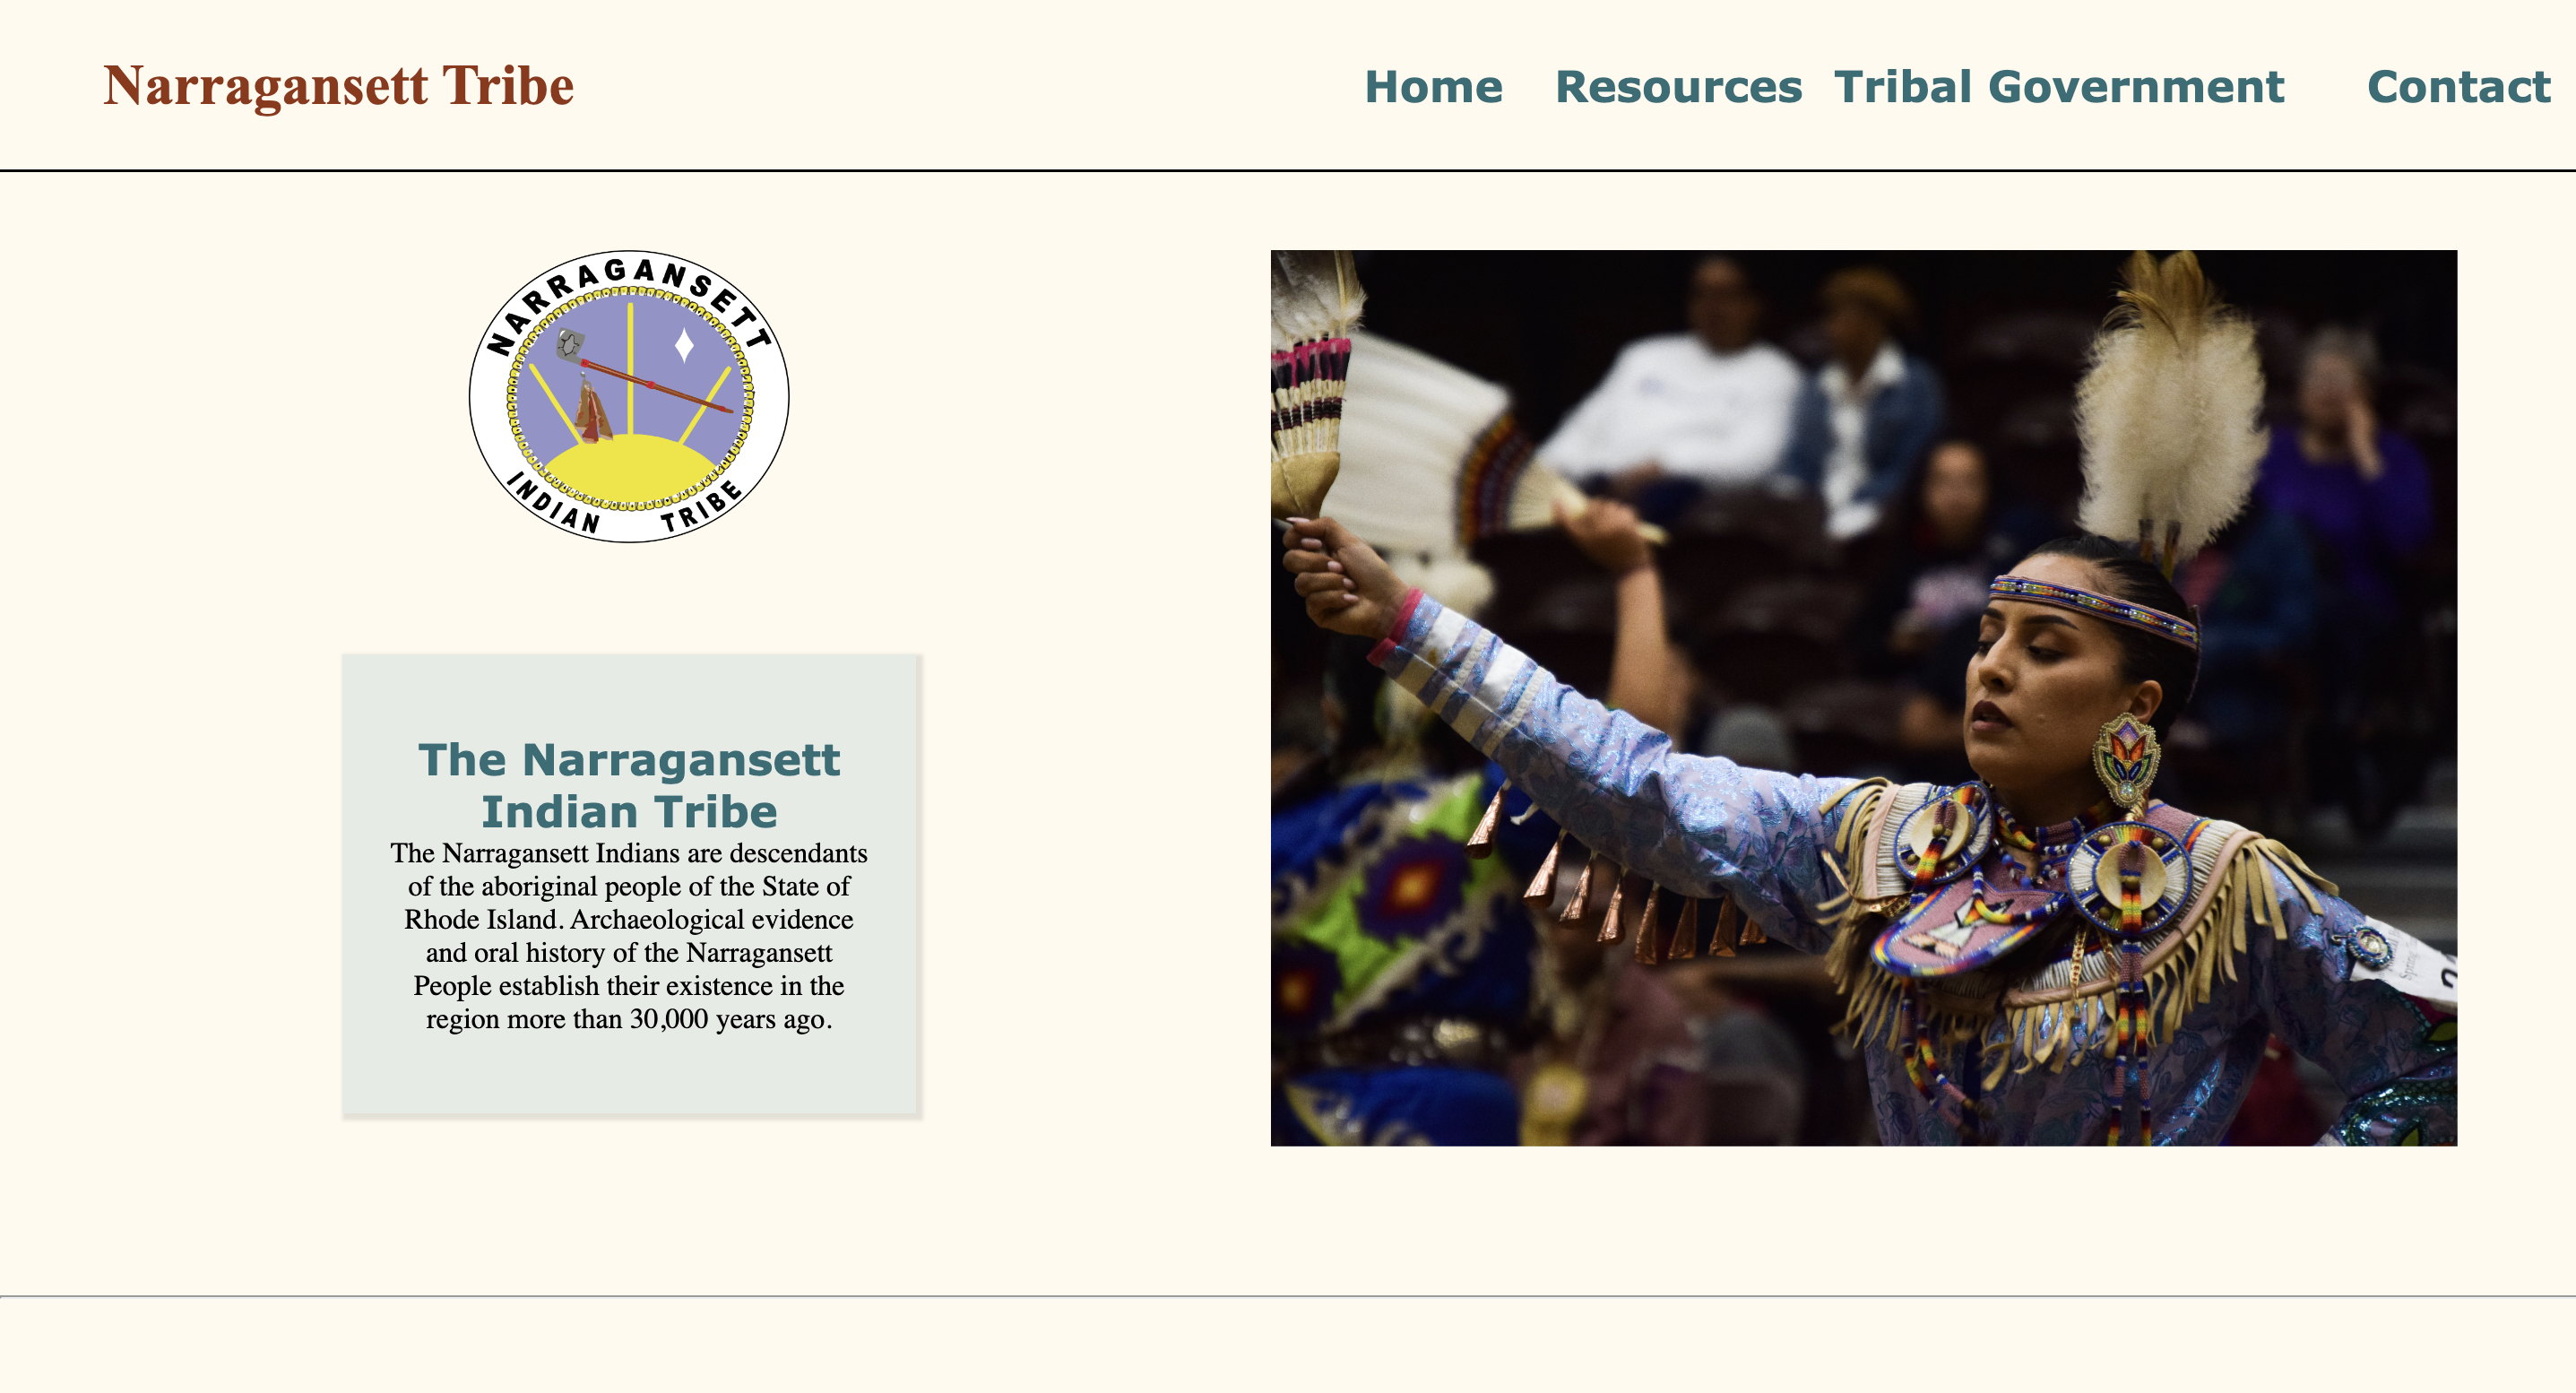 Narragansett Tribe
Home Resources Tribal Government Contact
NARRAGANSETT
INDIAN TRIBE
The Narragansett
Indian Tribe
The Narragansett Indians are descendants
of the aboriginal people of the State of
Rhode Island. Archaeological evidence
and oral history of the Narragansett
People establish their existence in the
region more than 30,000 years ago.